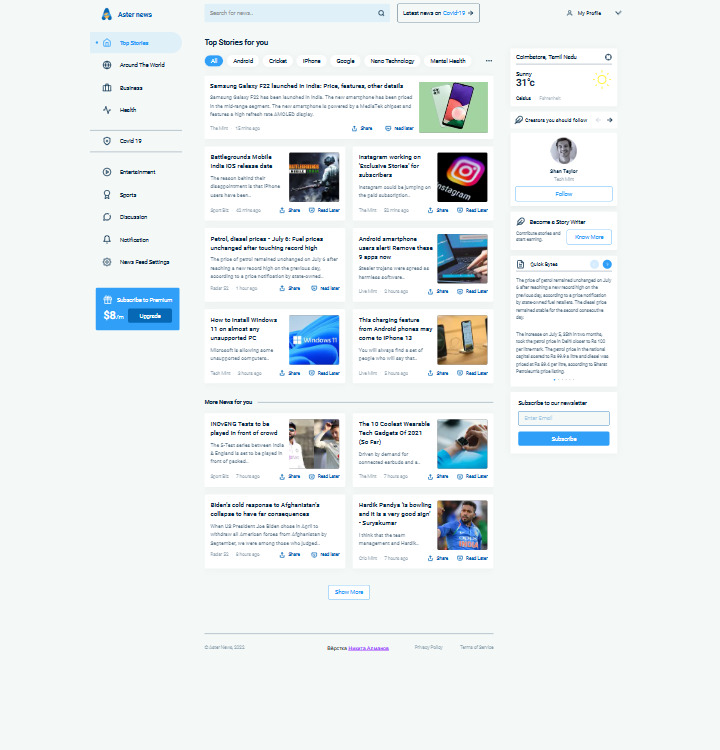 Aster news
Search for news..
Latest news on Covid19 →
My Profile
Top Stories
Around The World
Business
Health
Covid 19
Entertainment
Sports
Discussion
Notification
News Feed Settings
Subscribe to Premium
$8/m
Upgrade
Top Stories for you
All
Android
Cricket
iPhone
Google
Nano Technology
Mental Health
Samsung Galaxy F22 launched in India: Price, features, other details
Samsung Galaxy F22 has been launched in India. The new smartphone has been priced
in the mid-range segment. The new smartphone is powered by a MediaTek chipset and
features a high refresh rate AMOLED display.
The Mint
15 mins ago
Share
read later
Battlegrounds Mobile
India iOS release date
The reason behind their
disappointment is that iPhone
users have been..
Sport Biz
Share
Read Later
Instagram working on
'Exclusive Stories' for
subscribers
Instagram could be jumping on
the paid subscription..
The Mint
Share
Read Later
Petrol, diesel prices - July 6: Fuel prices
unchanged after touching record high
The price of petrol remained unchanged on July 6 after
reaching a new record high on the previous day,
according to a price notification by state-owned..
Radar 52
1 hour ago
Share
read later
Android smartphone
users alert! Remove these
9 apps now
Stealer trojans were spread as
harmless software..
Live Mint
2 hours ago
Share
Read Later
How to Install Windows
11 on almost any
unsupported PC
Microsoft is allowing some
unsupported computers..
Tech Mint
Share
Read Later
Windows 11
This charging feature
from Android phones may
come to iPhone 13
You will always find a set of
people who will say that..
Live Mint
Share
Read Later
More News for you
INDvENG Tests to be
played in front of crowd
The 5-Test series between India
& England is set to be played in
front of packed..
Sport Biz
7 hours ago
Share
Read Later
The 10 Coolest Wearable
Tech Gadgets Of 2021
(So Far)
Driven by demand for
connected earbuds and a..
The Mint
7 hours ago
Share
Read Later
Biden's cold response to Afghanistan's
collapse to have far consequences
When US President Joe Biden chose in April to
withdraw all American forces from Afghanistan by
September, we were among those who judged..
Radar 52
Share
read later
Hardik Pandya 'is bowling
and it is a very good sign'
- Suryakumar
I think that the team
management and Hardik..
Cric Mint
7 hours ago
Share
Read Later
Show More
Coimbatore, Tamil Nadu
Sunny
31°c
Celsius
Fahrenheit
Creators you should follow
Shan Taylor
Tech Mint
Follow
Become a Story Writer
Contribute stories and
start earning.
Know More
Quick Bytes
The price of petrol remained unchanged on July
6 after reaching a new record high on the
previous day, according to a price notification
by state-owned fuel retailers. The diesel price
remained stable for the second consecutive
day.
The increase on July 5, 35th in two months,
took the petrol price in Delhi closer to Rs 100
per litre mark. The petrol price in the national
capital soared to Rs 99.8 a litre and diesel was
priced at Rs 89.4 per litre, according to Bharat
Petroleum's price listing.
Subscribe to our newsletter
Enter Email
Subscribe
© Aster News, 2022
Вёрстка Никита Алманов
Privacy Policy
Terms of Service